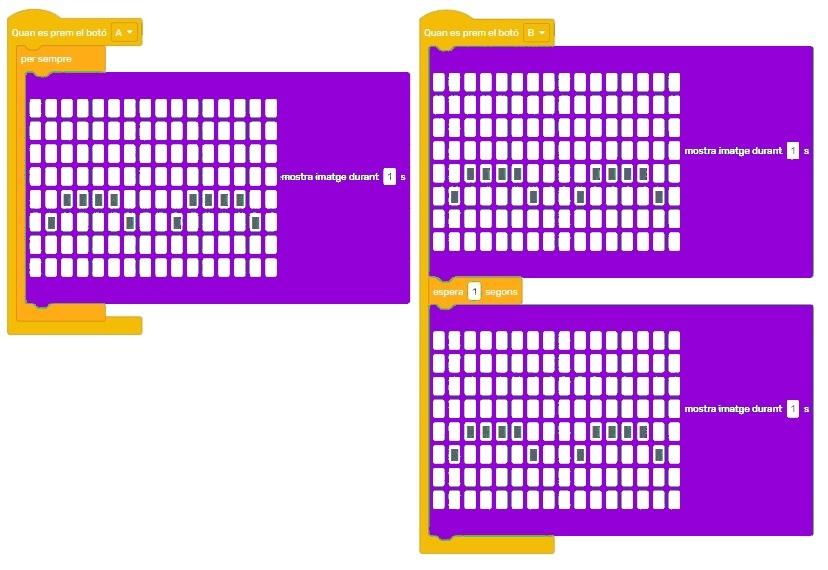 Quan es prem el botó A
per sempre
mostra imatge durant 1 s
Quan es prem el botó B
mostra imatge durant 1 s
espera 1 segons
mostra imatge durant 1 s